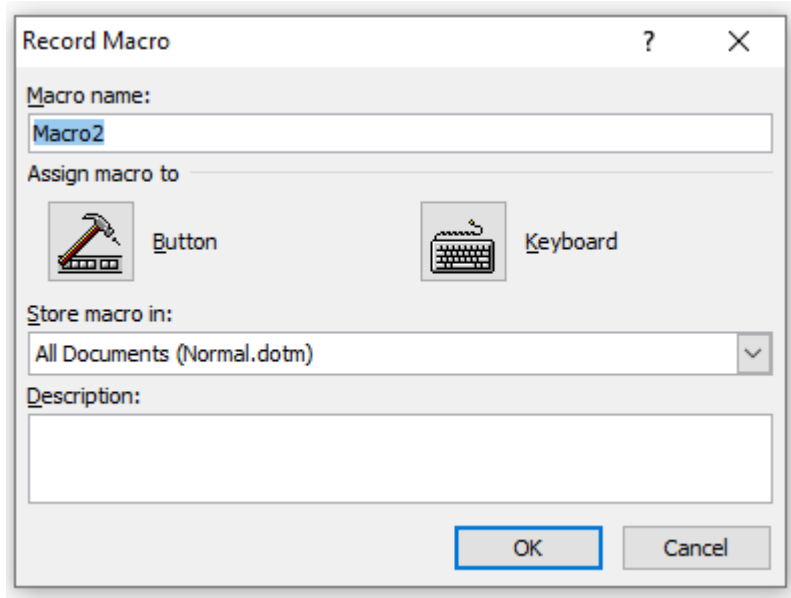 Record Macro
Macro name:
Macro2
Assign macro to
Button Keyboard
Store macro in:
All Documents (Normal.dotm)
Description:
OK Cancel